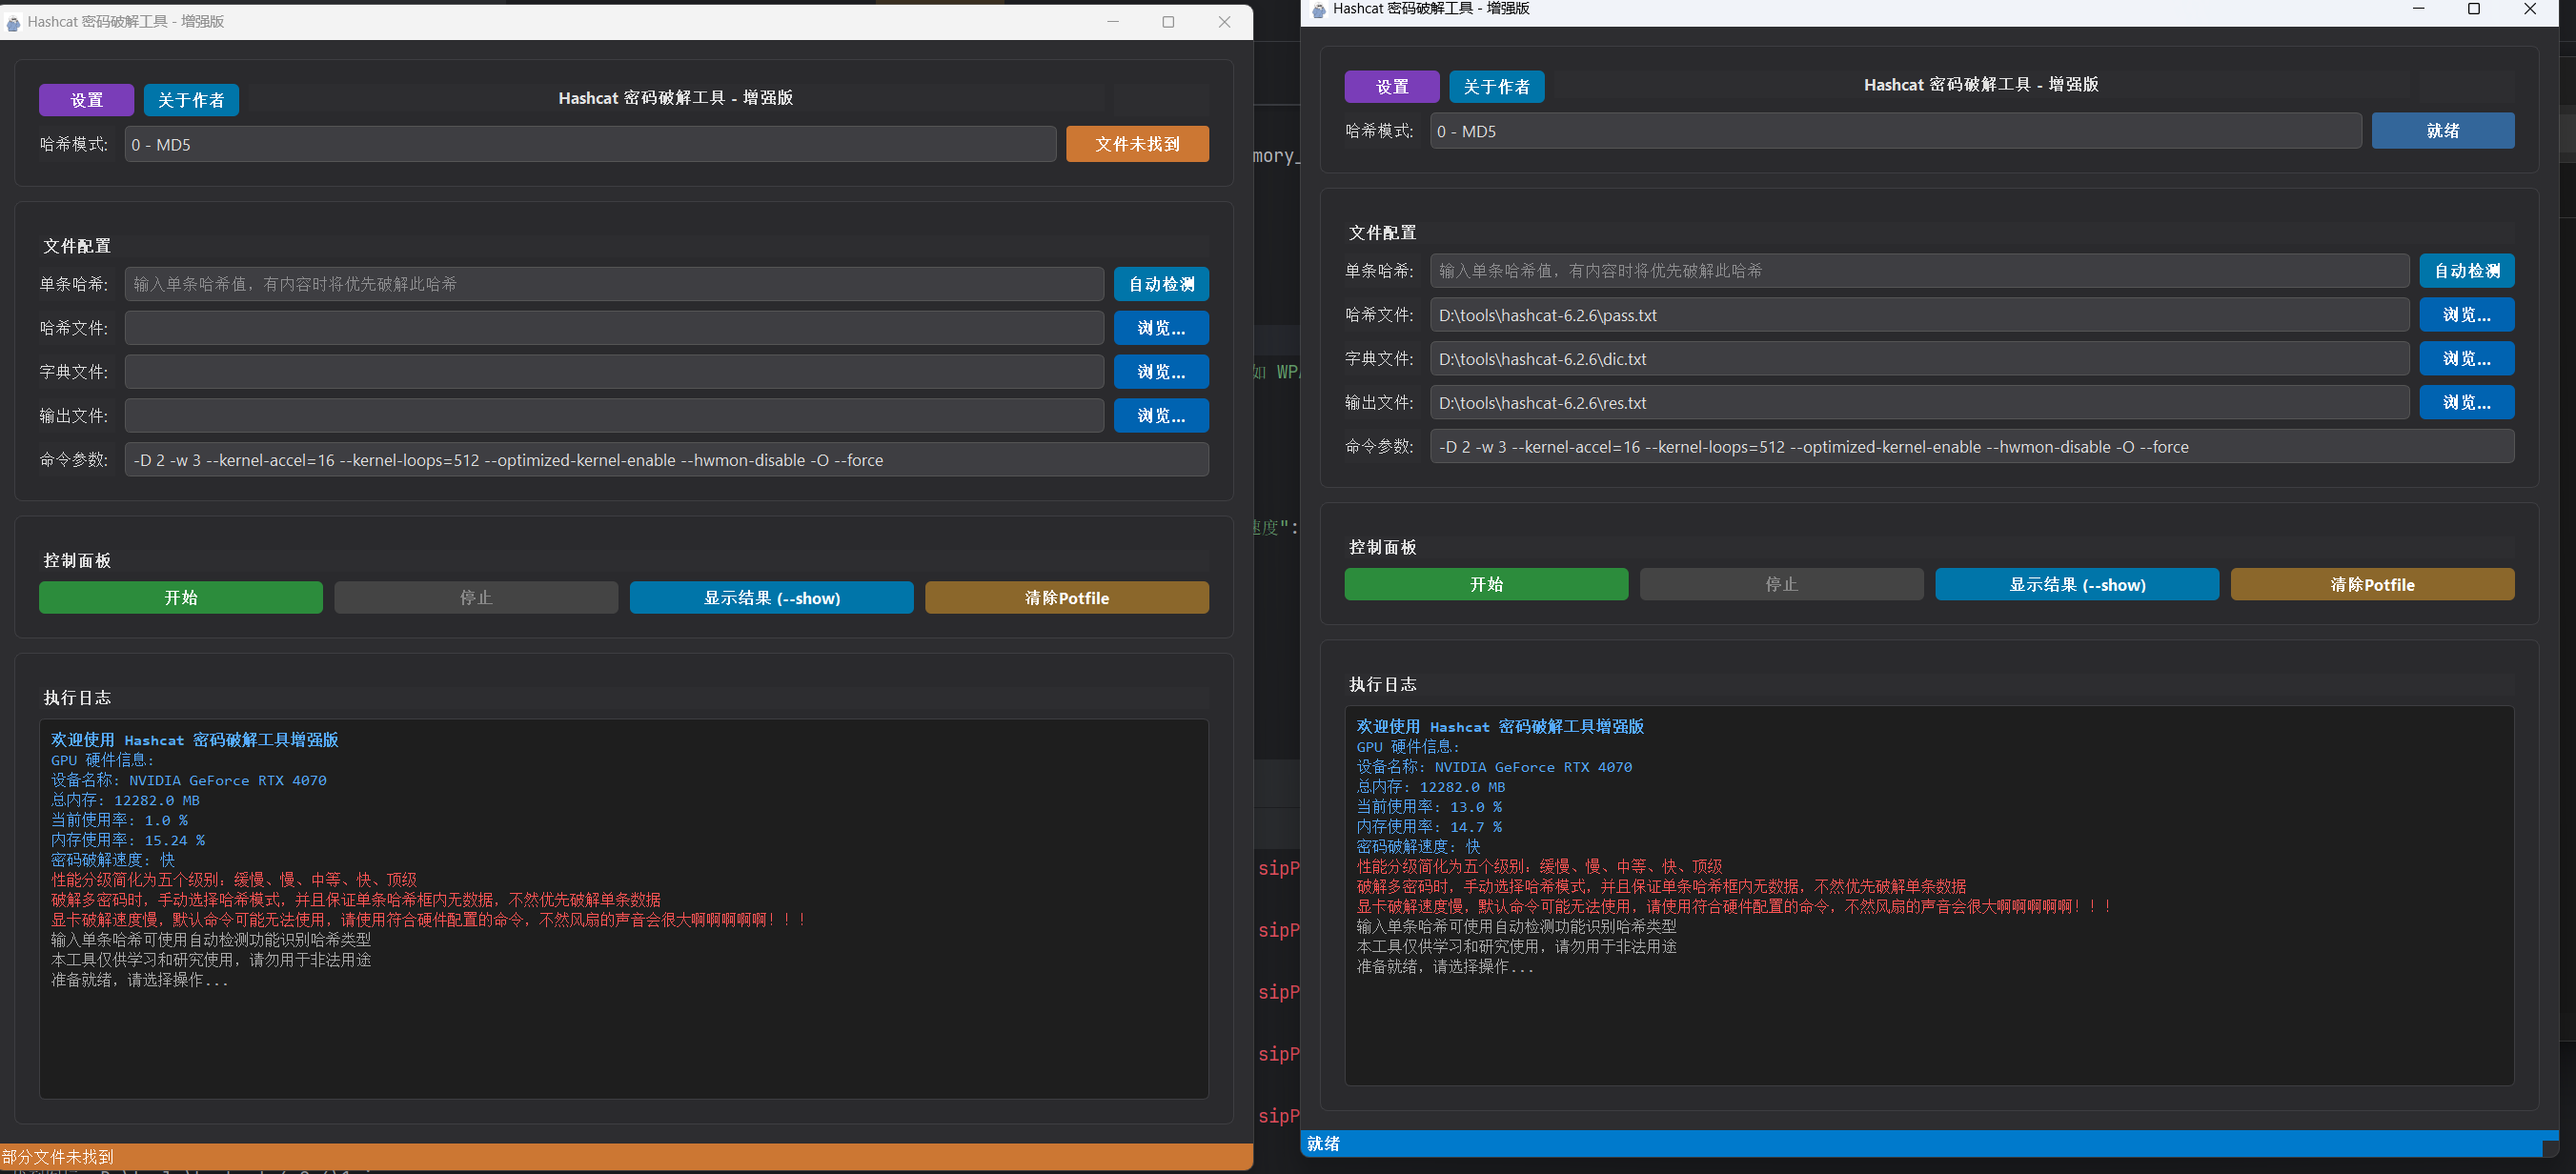 Hashcat 密码破解工具 - 增强版
设置
关于作者
Hashcat 密码破解工具 - 增强版
哈希模式:
0 - MD5
文件未找到
文件配置
单条哈希:
输入单条哈希值，有内容时将优先破解此哈希
自动检测
哈希文件:
浏览...
字典文件:
浏览...
输出文件:
浏览...
命令参数:
-D 2 -w 3 --kernel-accel=16 --kernel-loops=512 --optimized-kernel-enable --hwmon-disable -O --force
控制面板
开始
停止
显示结果 (--show)
清除Potfile
执行日志
欢迎使用 Hashcat 密码破解工具增强版
GPU 硬件信息:
设备名称: NVIDIA GeForce RTX 4070
总内存: 12282.0 MB
当前使用率: 1.0 %
内存使用率: 15.24 %
密码破解速度: 快
性能分级简化为五个级别: 缓慢、慢、中等、快、顶级
破解多密码时，手动选择哈希模式，并且保证单条哈希框内无数据，不然优先破解单条数据
显卡破解速度慢，默认命令可能无法使用，请使用符合硬件配置的命令，不然风扇的声音会很大啊啊啊啊啊！！！
输入单条哈希可使用自动检测功能识别哈希类型
本工具仅供学习和研究使用，请勿用于非法用途
准备就绪，请选择操作...
部分文件未找到
mory_
如 WP
速度":
sipP
sipP
sipP
sipP
sipP
Hashcat 密码破解工具 - 增强版
设置
关于作者
Hashcat 密码破解工具 - 增强版
哈希模式:
0 - MD5
就绪
文件配置
单条哈希:
输入单条哈希值，有内容时将优先破解此哈希
自动检测
哈希文件:
D:\tools\hashcat-6.2.6\pass.txt
浏览...
字典文件:
D:\tools\hashcat-6.2.6\dic.txt
浏览...
输出文件:
D:\tools\hashcat-6.2.6\res.txt
浏览...
命令参数:
-D 2 -w 3 --kernel-accel=16 --kernel-loops=512 --optimized-kernel-enable --hwmon-disable -O --force
控制面板
开始
停止
显示结果 (--show)
清除Potfile
执行日志
欢迎使用 Hashcat 密码破解工具增强版
GPU 硬件信息:
设备名称: NVIDIA GeForce RTX 4070
总内存: 12282.0 MB
当前使用率: 13.0 %
内存使用率: 14.7 %
密码破解速度: 快
性能分级简化为五个级别: 缓慢、慢、中等、快、顶级
破解多密码时，手动选择哈希模式，并且保证单条哈希框内无数据，不然优先破解单条数据
显卡破解速度慢，默认命令可能无法使用，请使用符合硬件配置的命令，不然风扇的声音会很大啊啊啊啊啊！！！
输入单条哈希可使用自动检测功能识别哈希类型
本工具仅供学习和研究使用，请勿用于非法用途
准备就绪，请选择操作...
就绪